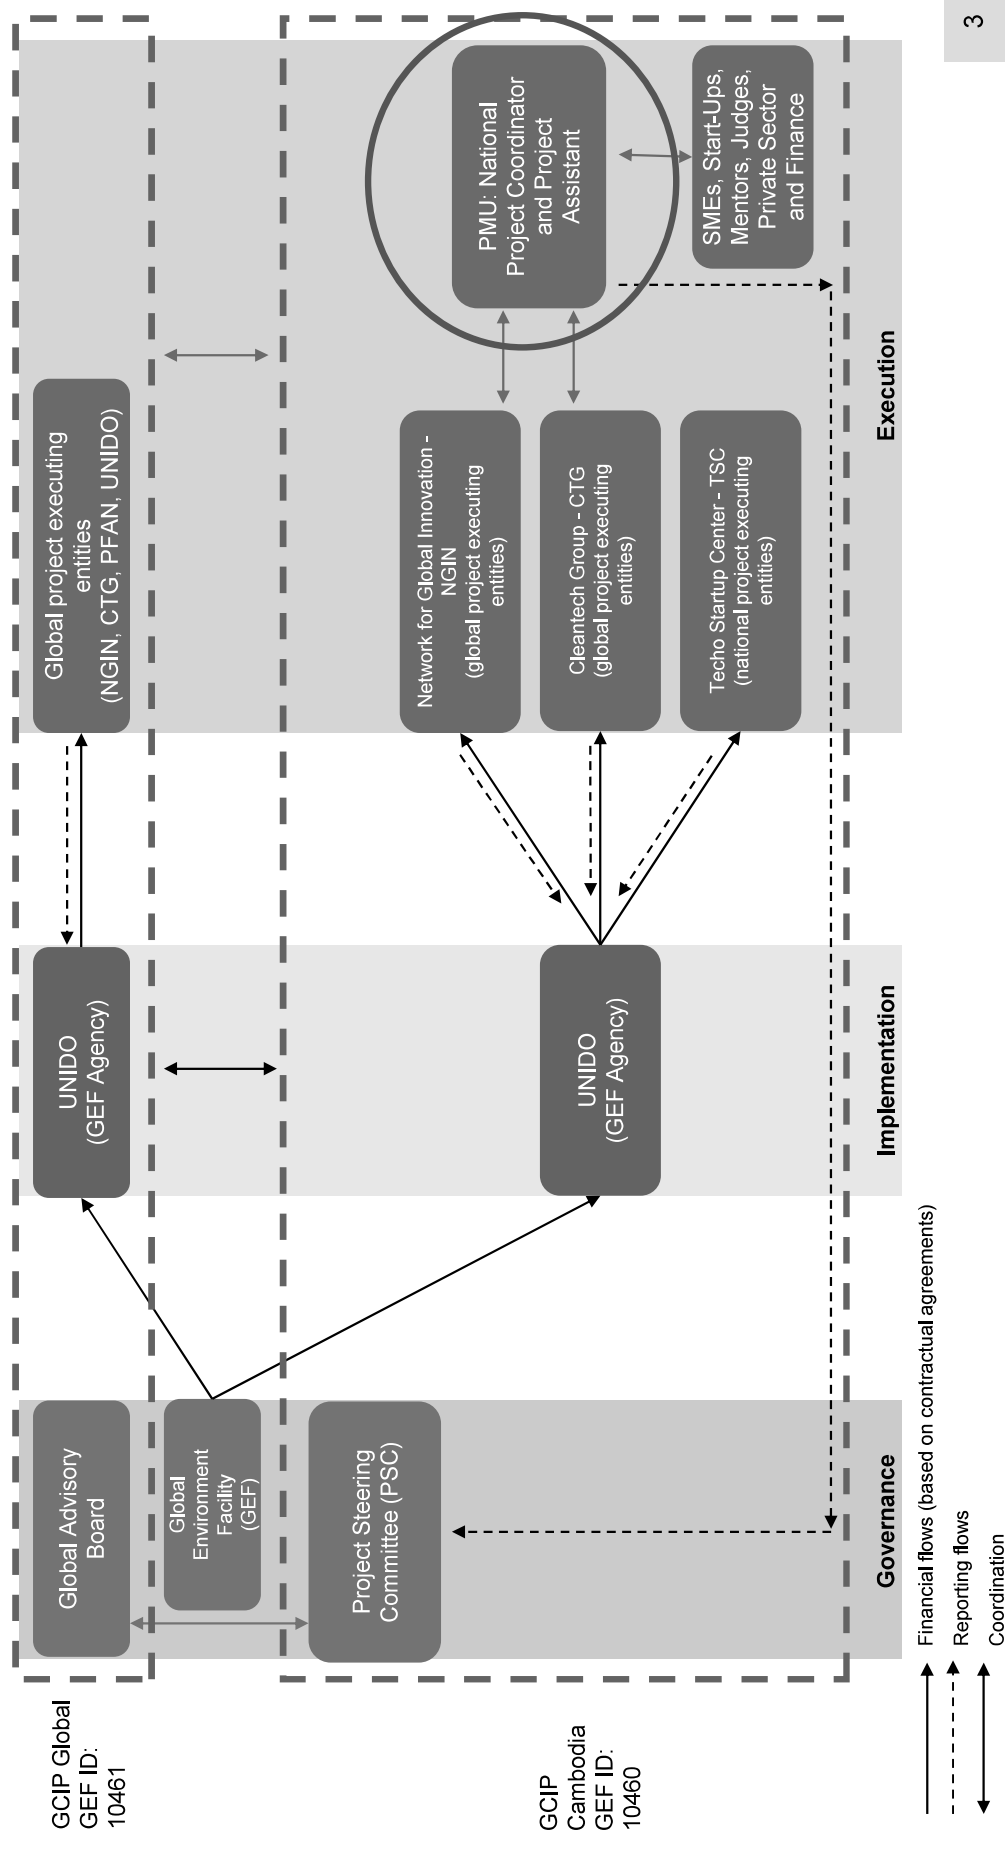 GCIP Global
GEF ID:
10461
Global Advisory
Board
Global
Environment
Facility
(GEF)
UNIDO
(GEF Agency)
Global project executing
entities
(NGIN, CTG, PFAN, UNIDO)
GCIP
Cambodia
GEF ID:
10460
Project Steering
Committee (PSC)
UNIDO
(GEF Agency)
Network for Global Innovation -
NGIN
(global project executing
entities)
Cleantech Group - CTG
(global project executing
entities)
Techo Startup Center - TSC
(national project executing
entities)
PMU: National
Project Coordinator
and Project
Assistant
SMEs, Start-Ups,
Mentors, Judges,
Private Sector
and Finance
Governance
Implementation
Execution
Financial flows (based on contractual agreements)
Reporting flows
Coordination
3